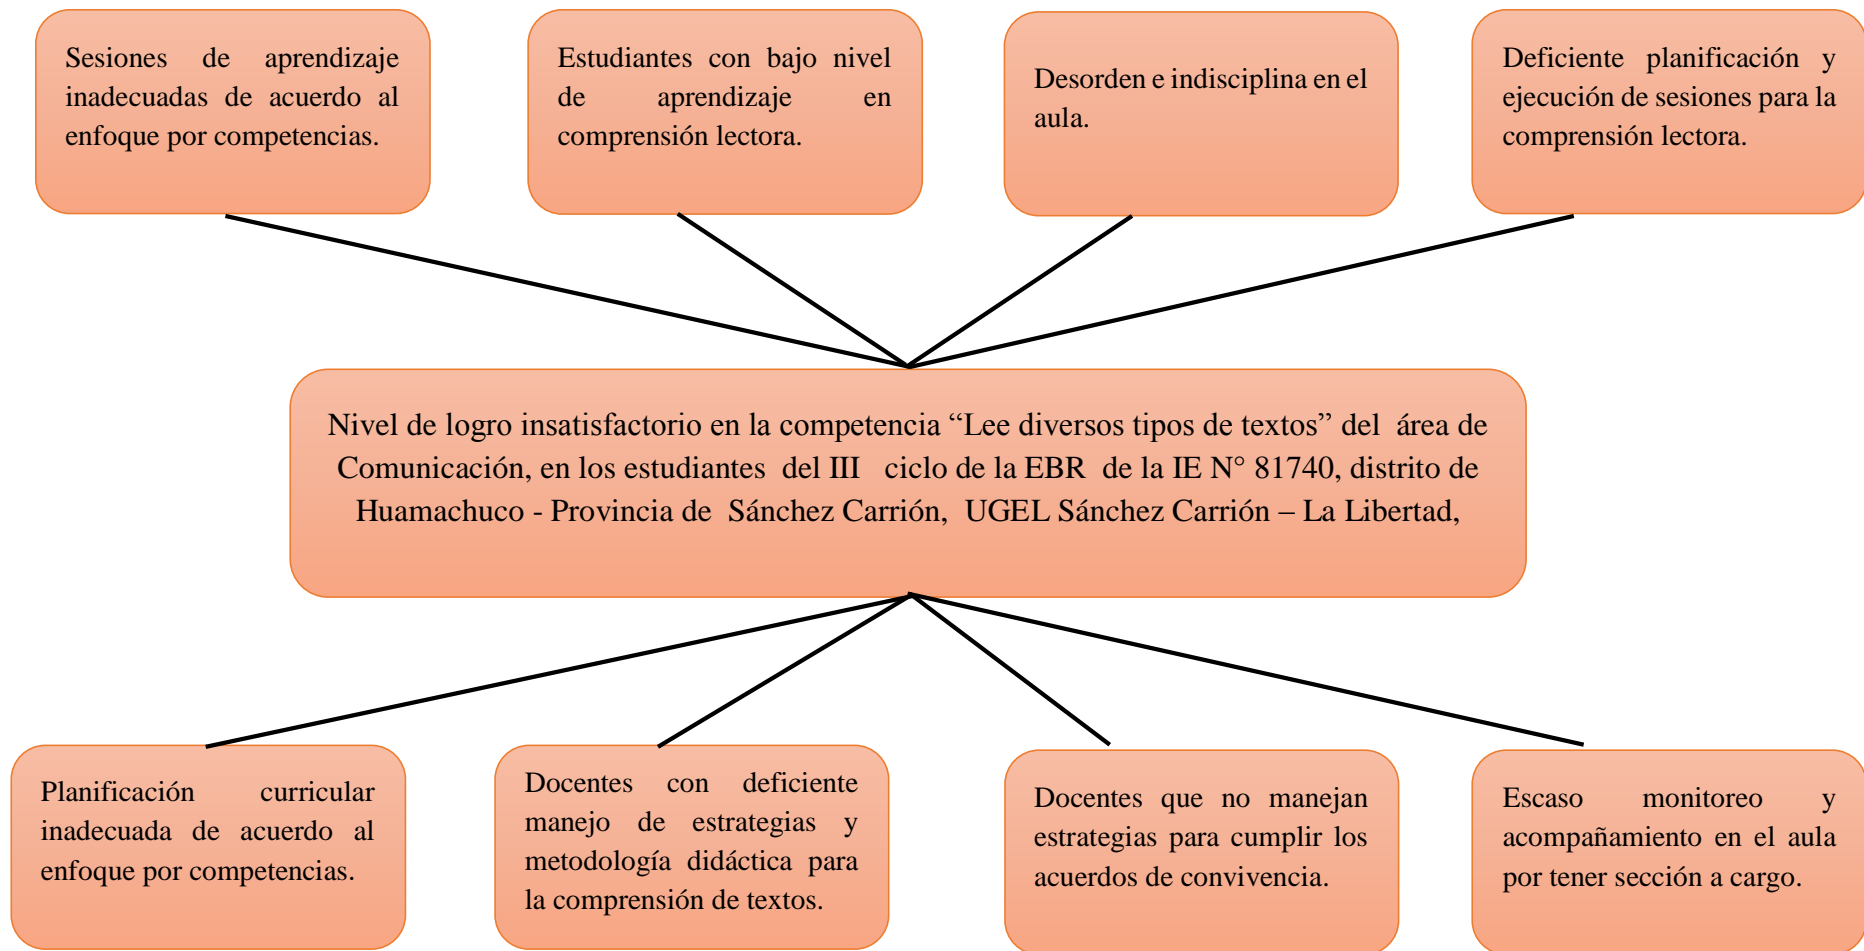 Sesiones de aprendizaje
inadecuadas de acuerdo al
enfoque por competencias.
Estudiantes con bajo nivel
de aprendizaje en
comprensión lectora.
Desorden e indisciplina en el
aula.
Deficiente planificación y
ejecución de sesiones para la
comprensión lectora.
Nivel de logro insatisfactorio en la competencia “Lee diversos tipos de textos” del área de
Comunicación, en los estudiantes del III ciclo de la EBR de la IE N° 81740, distrito de
Huamachuco - Provincia de Sánchez Carrión, UGEL Sánchez Carrión – La Libertad,
Planificación curricular
inadecuada de acuerdo al
enfoque por competencias.
Docentes con deficiente
manejo de estrategias y
metodología didáctica para
la comprensión de textos.
Docentes que no manejan
estrategias para cumplir los
acuerdos de convivencia.
Escaso monitoreo y
acompañamiento en el aula
por tener sección a cargo.